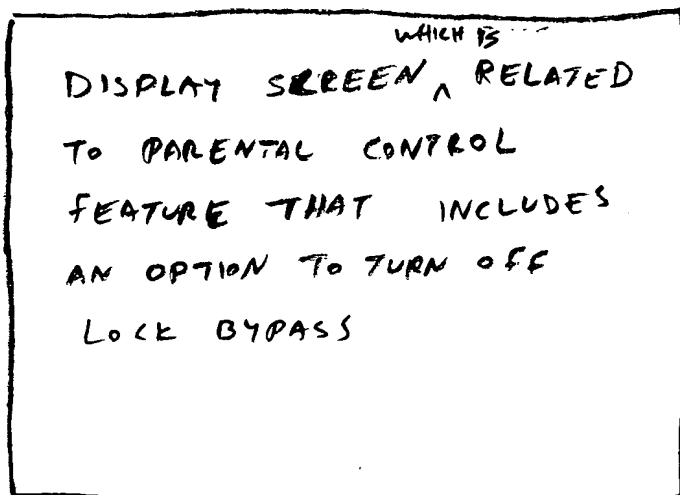 WHICH IS ...
DISPLAY SCREEN ^ RELATED
TO PARENTAL CONTROL
FEATURE THAT INCLUDES
AN OPTION TO TURN OFF
LOCK BYPASS